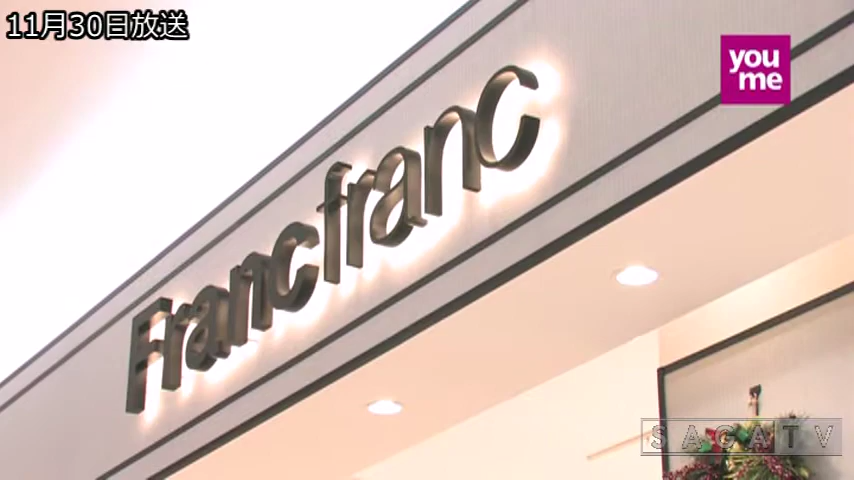 11月30日放送
you
me
Francfranc
SAGATV